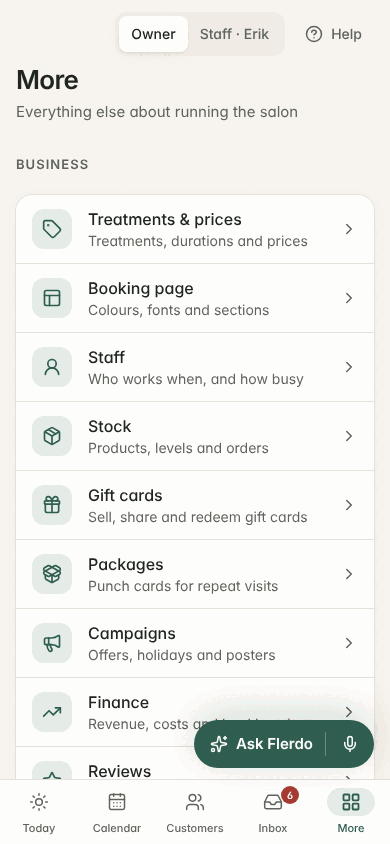 Owner
Staff · Erik
Help
More
Everything else about running the salon
BUSINESS
Treatments & prices
Treatments, durations and prices
Booking page
Colours, fonts and sections
Staff
Who works when, and how busy
Stock
Products, levels and orders
Gift cards
Sell, share and redeem gift cards
Packages
Punch cards for repeat visits
Campaigns
Offers, holidays and posters
Finance
Revenue, costs
Ask Flerdo
Reviews
Today
Calendar
Customers
Inbox
6
More